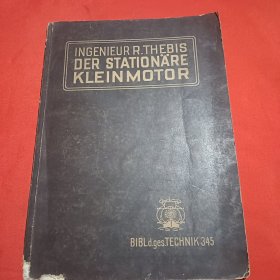 INGENIEUR R.THEBIS
DER STATIONÄRE
KLEINMOTOR
BIBL.d.ges.TECHNIK 345